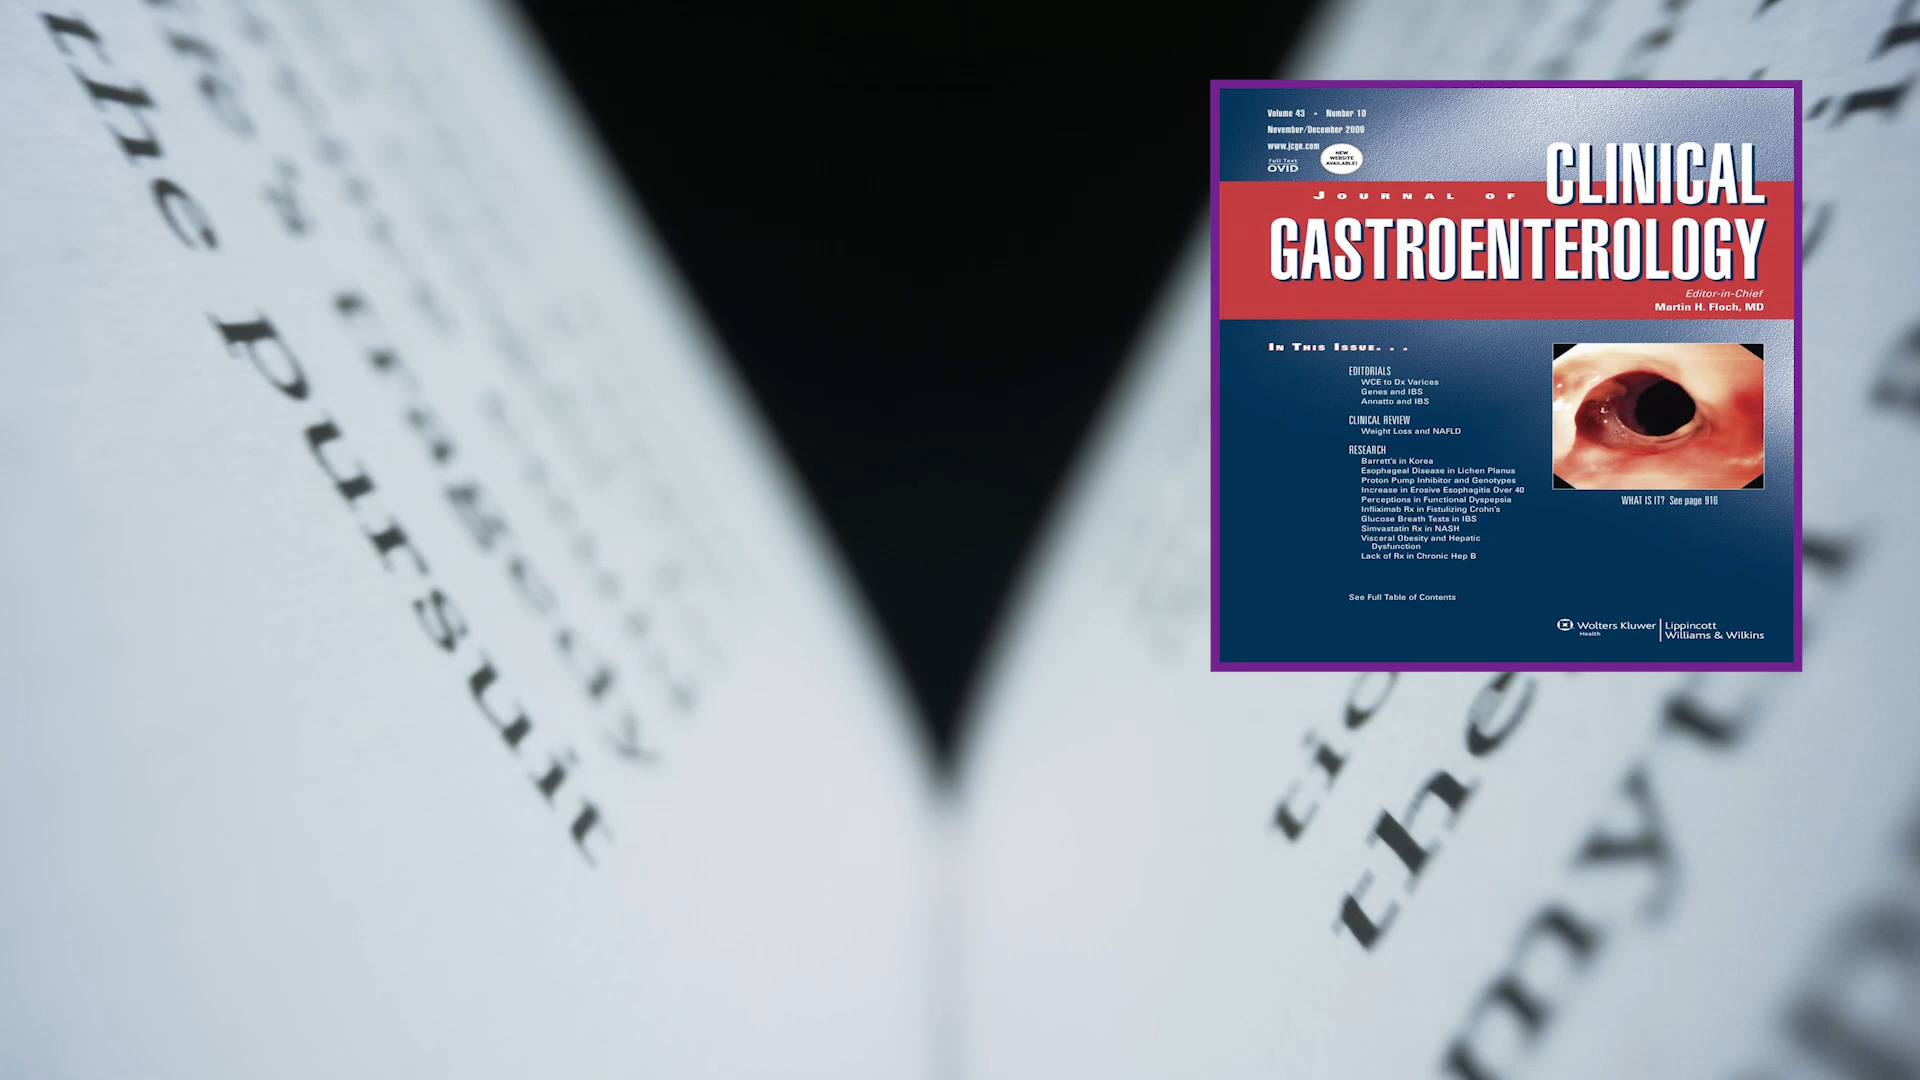 the pursuit
tragedy
tio
the
my
Volume 43 • Number 10
November/December 2009
www.jcge.com
NEW WEBSITE AVAILABLE!
Full Text
OVID
JOURNAL OF CLINICAL
GASTROENTEROLOGY
Editor-in-Chief
Martin H. Floch, MD
IN THIS ISSUE. . .
EDITORIALS
WCE to Dx Varices
Genes and IBS
Annatto and IBS
CLINICAL REVIEW
Weight Loss and NAFLD
RESEARCH
Barrett's in Korea
Esophageal Disease in Lichen Planus
Proton Pump Inhibitor and Genotypes
Increase in Erosive Esophagitis Over 40
Perceptions in Functional Dyspepsia
Infliximab Rx in Fistulizing Crohn's
Glucose Breath Tests in IBS
Simvastatin Rx in NASH
Visceral Obesity and Hepatic
Dysfunction
Lack of Rx in Chronic Hep B
See Full Table of Contents
WHAT IS IT? See page 916
Wolters Kluwer
Health
Lippincott
Williams & Wilkins